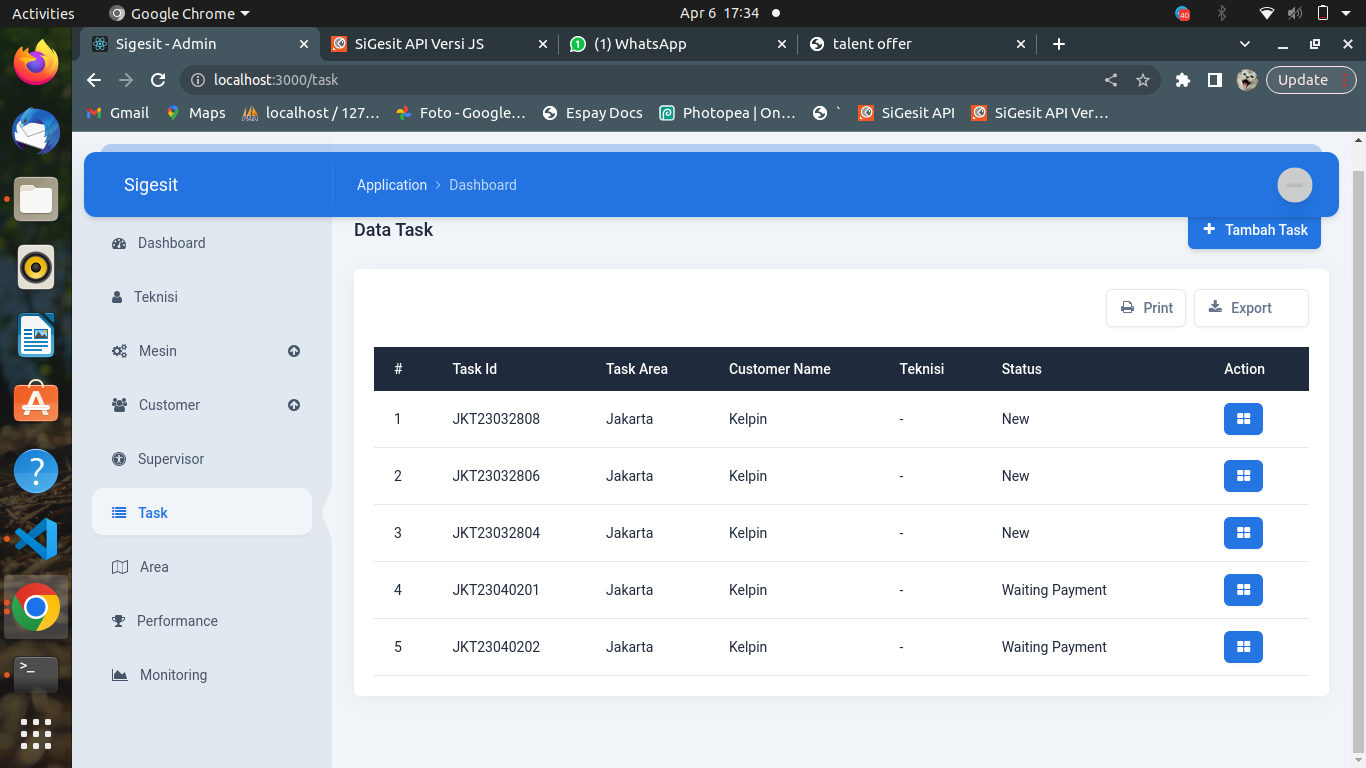 Activities Google Chrome Apr 6 17:34 40
Sigesit - Admin SiGesit API Versi JS 1 (1) WhatsApp talent offer
localhost:3000/task Update
Gmail Maps localhost / 127... Foto - Google... Espay Docs Photopea | On... ` SiGesit API SiGesit API Ver...
Sigesit Application > Dashboard
Dashboard
Teknisi
Mesin
Customer
Supervisor
Task
Area
Performance
Monitoring
Data Task + Tambah Task
Print Export
# Task Id Task Area Customer Name Teknisi Status Action
1 JKT23032808 Jakarta Kelpin - New
2 JKT23032806 Jakarta Kelpin - New
3 JKT23032804 Jakarta Kelpin - New
4 JKT23040201 Jakarta Kelpin - Waiting Payment
5 JKT23040202 Jakarta Kelpin - Waiting Payment